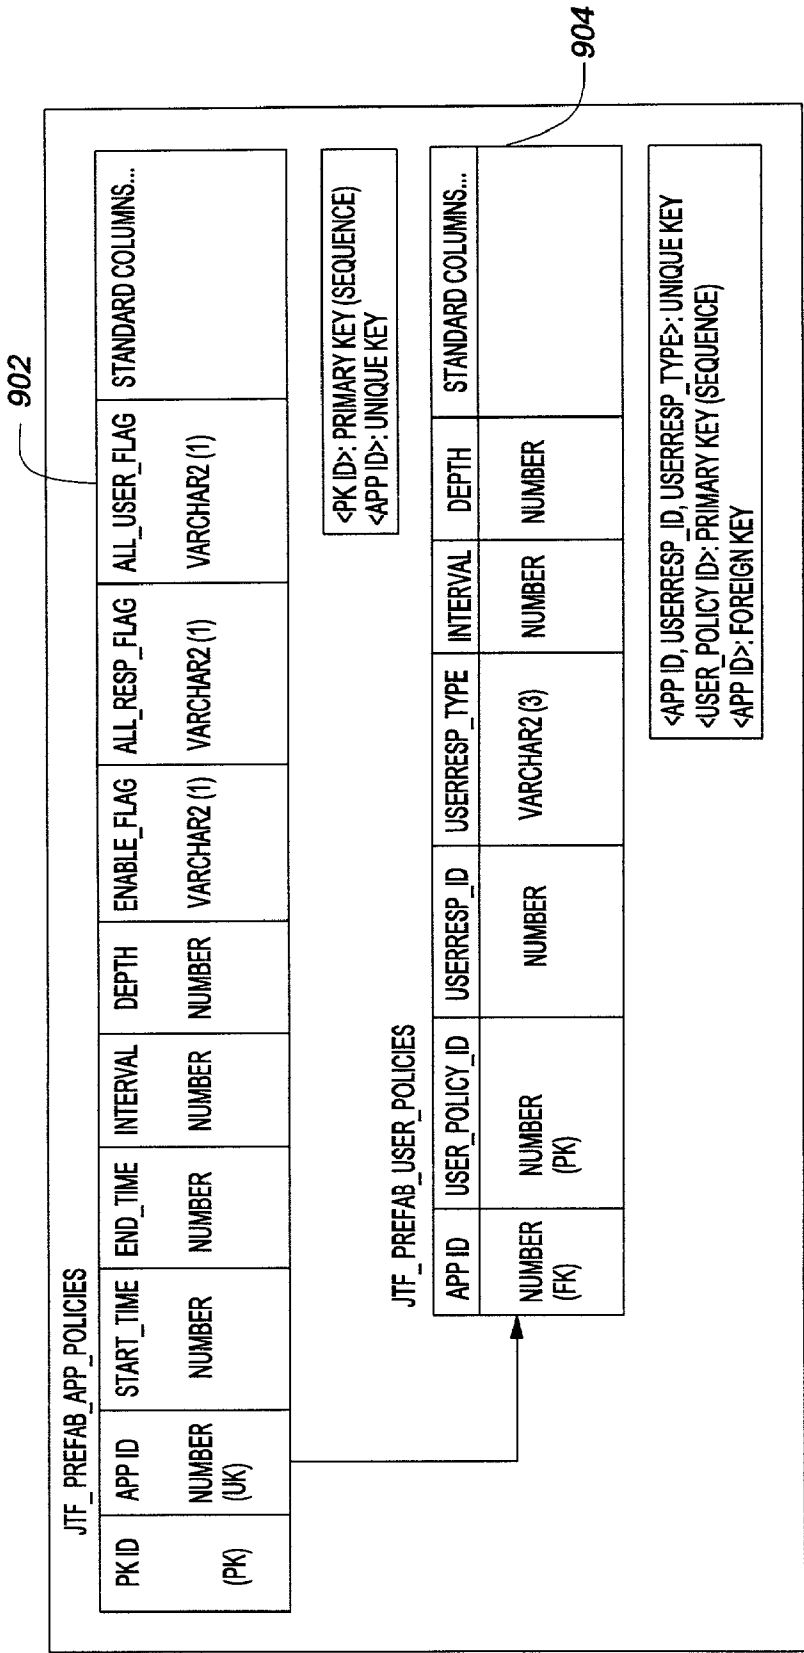 902
JTF_PREFAB_APP_POLICIES
PK ID APP ID START_TIME END_TIME INTERVAL DEPTH ENABLE_FLAG ALL_RESP_FLAG ALL_USER_FLAG STANDARD COLUMNS...
NUMBER NUMBER NUMBER NUMBER NUMBER VARCHAR2 (1) VARCHAR2 (1) VARCHAR2 (1)
(PK) (UK)
<PK ID>: PRIMARY KEY (SEQUENCE)
<APP ID>: UNIQUE KEY
904
JTF_PREFAB_USER_POLICIES
APP ID USER_POLICY_ID USERRESP_ID USERRESP_TYPE INTERVAL DEPTH STANDARD COLUMNS...
NUMBER NUMBER NUMBER VARCHAR2 (3) NUMBER NUMBER
(FK) (PK)
<APP ID, USERRESP_ID, USERRESP_TYPE>: UNIQUE KEY
<USER_POLICY ID>: PRIMARY KEY (SEQUENCE)
<APP ID>: FOREIGN KEY